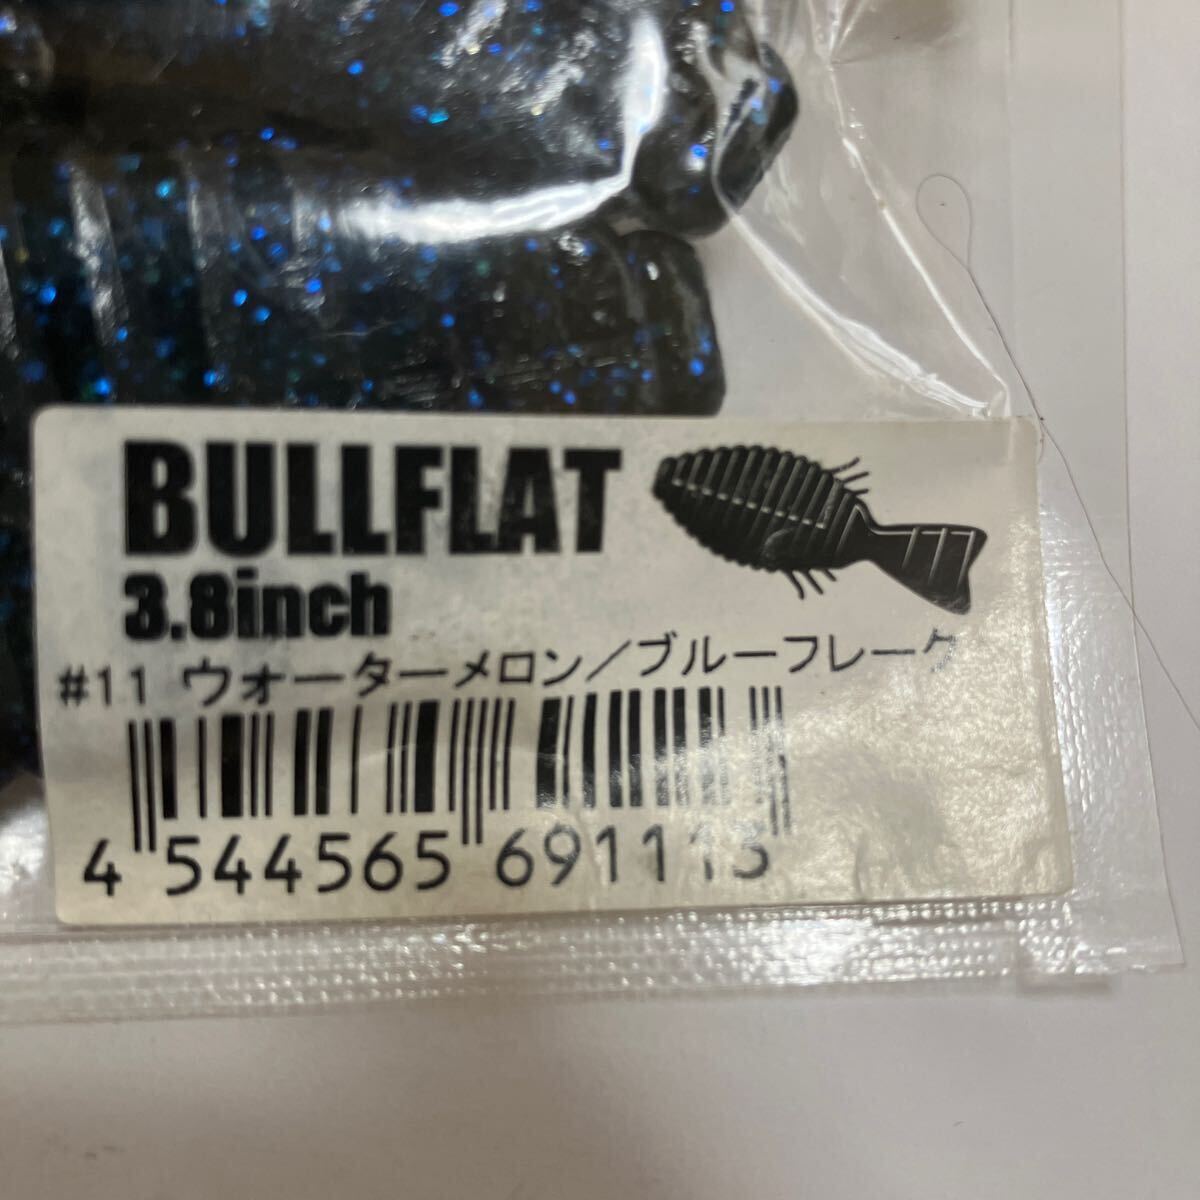 BULLFLAT
3.8inch
#11 ウォーターメロン/ブルーフレーク
4 544565 691113